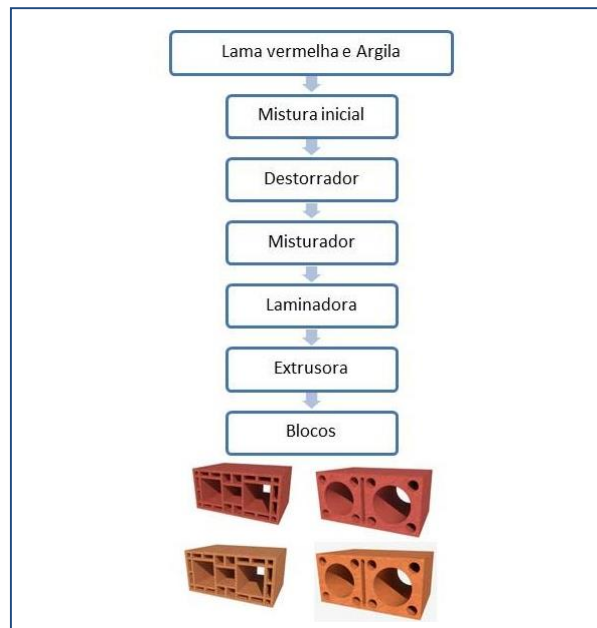 Lama vermelha e Argila
Mistura inicial
Destorrador
Misturador
Laminadora
Extrusora
Blocos